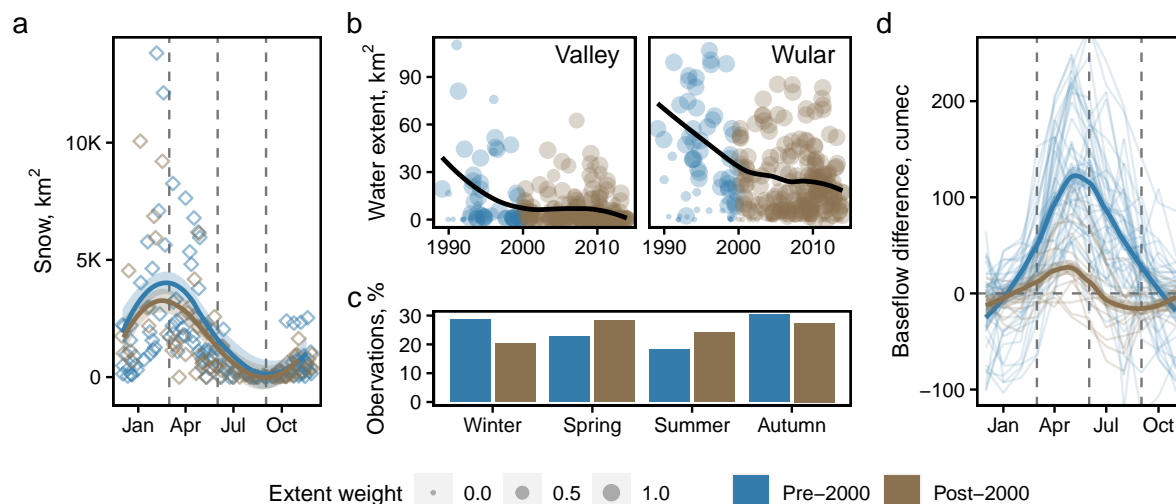 a
Snow, km²
10K
5K
0
Jan Apr Jul Oct
b
Water extent, km²
90
60
30
0
Valley
Wular
1990 2000 2010
1990 2000 2010
c
Obervations, %
30
20
10
0
Winter Spring Summer Autumn
d
Baseflow difference, cumec
200
100
0
−100
Jan Apr Jul Oct
Extent weight 0.0 0.5 1.0 Pre−2000 Post−2000